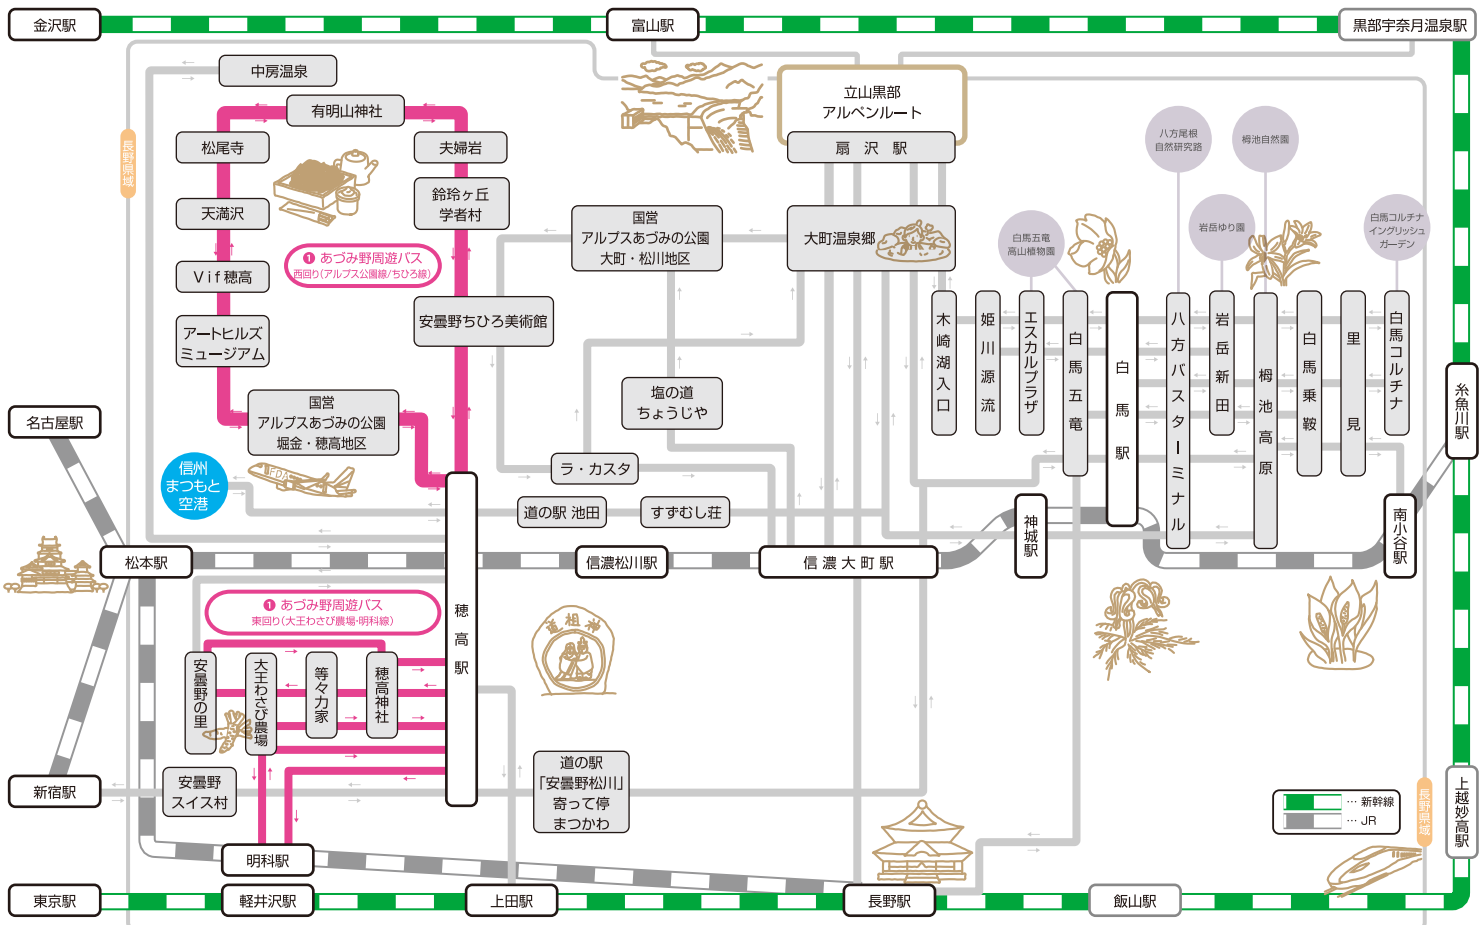 金沢駅
富山駅
黒部宇奈月温泉駅
中房温泉
有明山神社
立山黒部
アルペンルート
扇沢駅
長野県域
松尾寺
夫婦岩
八方尾根
自然研究路
栂池自然園
鈴玲ヶ丘
学者村
天満沢
国営
アルプスあづみの公園
大町・松川地区
大町温泉郷
白馬五竜
高山植物園
岩岳ゆり園
白馬コルチナ
イングリッシュ
ガーデン
❶ あづみ野周遊バス
西回り(アルプス公園線/ちひろ線)
Vif穂高
安曇野ちひろ美術館
アートヒルズ
ミュージアム
木崎湖入口
姫川源流
エスカルプラザ
白馬五竜
白馬駅
八方バスターミナル
岩岳新田
栂池高原
白馬乗鞍
里見
白馬コルチナ
糸魚川駅
名古屋駅
国営
アルプスあづみの公園
堀金・穂高地区
塩の道
ちょうじや
信州
まつもと
空港
FDA
ラ・カスタ
道の駅 池田
すずむし荘
神城駅
南小谷駅
松本駅
信濃松川駅
信濃大町駅
❶ あづみ野周遊バス
東回り(大王わさび農場・明科線)
穂高駅
道祖神
安曇野の里
大王わさび農場
等々力家
穂高神社
新宿駅
安曇野
スイス村
道の駅
「安曇野松川」
寄って停
まつかわ
… 新幹線
… JR
長野県域
上越妙高駅
明科駅
東京駅
軽井沢駅
上田駅
長野駅
飯山駅